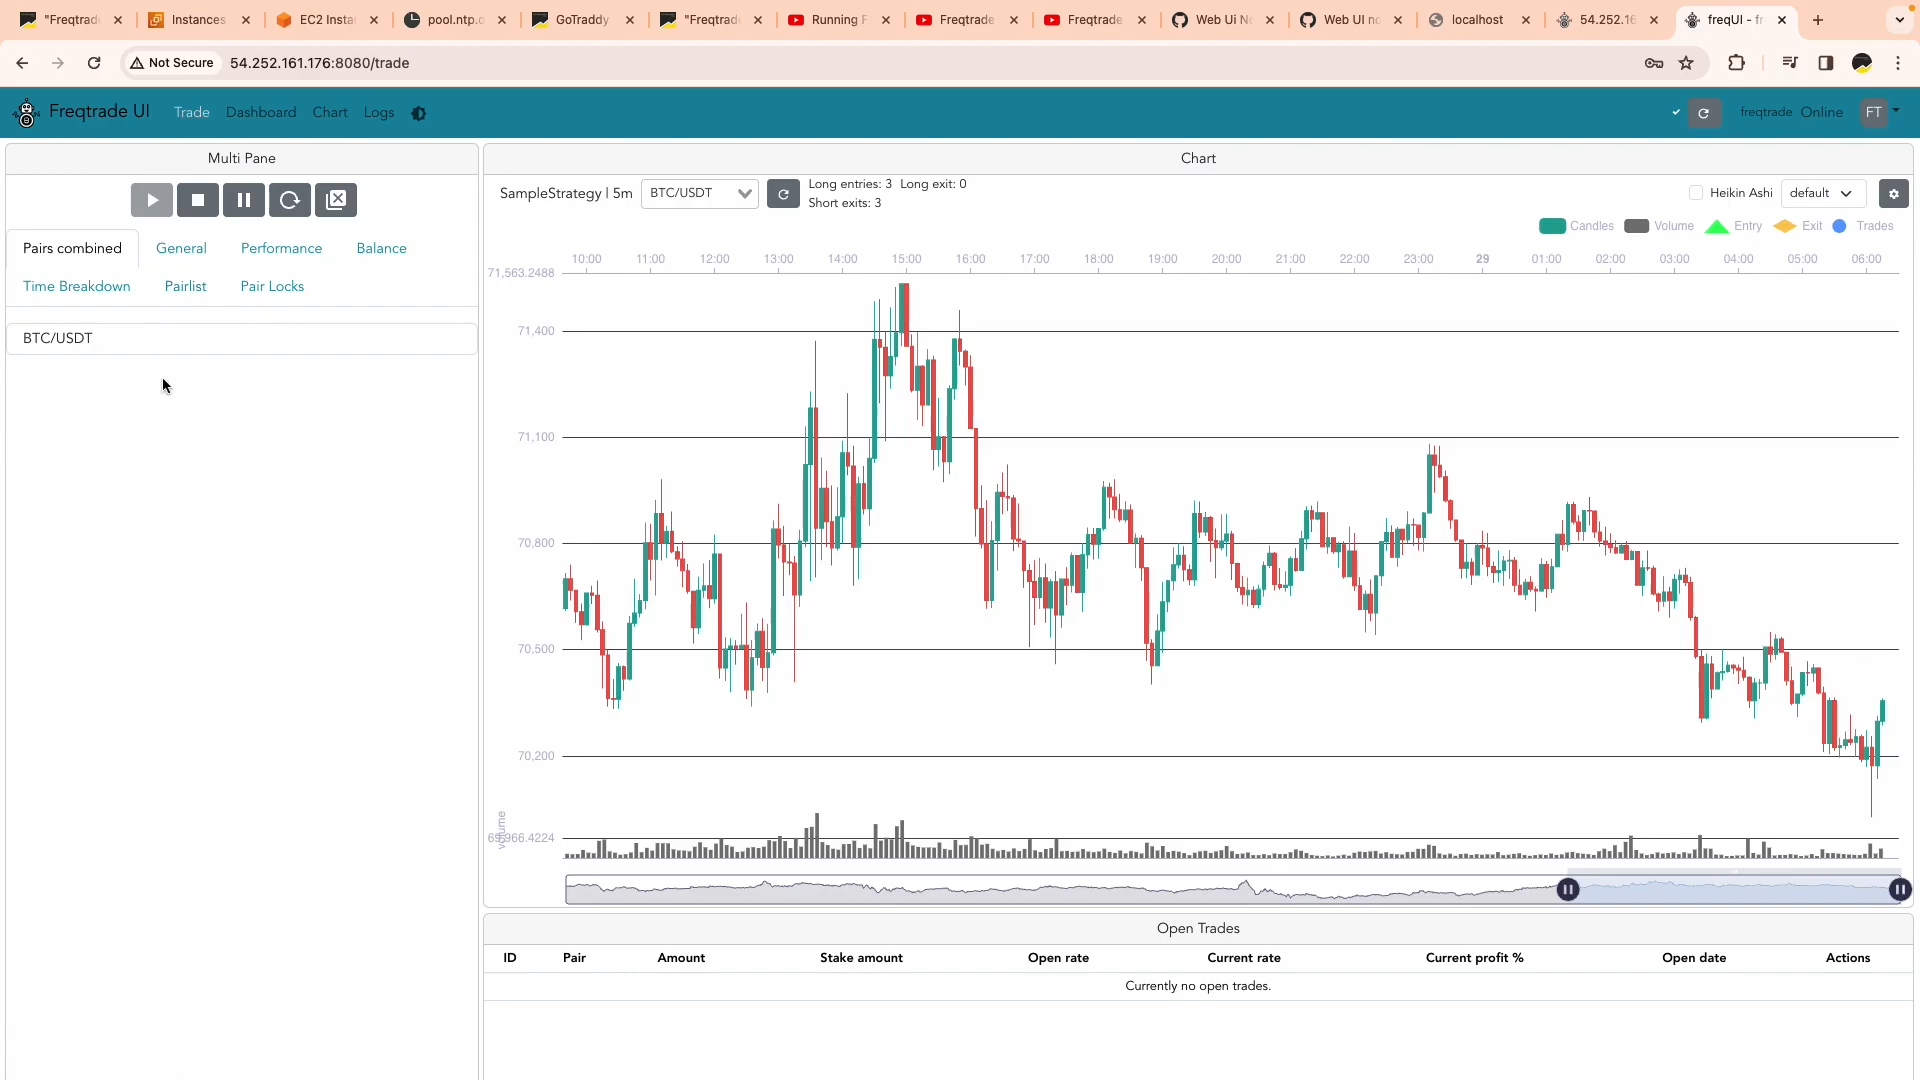 "Freqtrad
Instances
EC2 Insta
pool.ntp.o
GoTraddy
"Freqtrad
Running F
Freqtrade
Freqtrade
Web Ui N
Web UI no
localhost
54.252.16
freqUI - fr
Not Secure
54.252.161.176:8080/trade
Freqtrade UI
Trade
Dashboard
Chart
Logs
freqtrade
Online
FT
Multi Pane
Pairs combined
General
Performance
Balance
Time Breakdown
Pairlist
Pair Locks
BTC/USDT
Chart
SampleStrategy | 5m
BTC/USDT
Long entries: 3 Long exit: 0
Short exits: 3
Heikin Ashi
default
Candles
Volume
Entry
Exit
Trades
10:00 11:00 12:00 13:00 14:00 15:00 16:00 17:00 18:00 19:00 20:00 21:00 22:00 23:00 29 01:00 02:00 03:00 04:00 05:00 06:00
71,563.2488
71,400
71,100
70,800
70,500
70,200
69,966.4224
volume
Open Trades
ID Pair Amount Stake amount Open rate Current rate Current profit % Open date Actions
Currently no open trades.